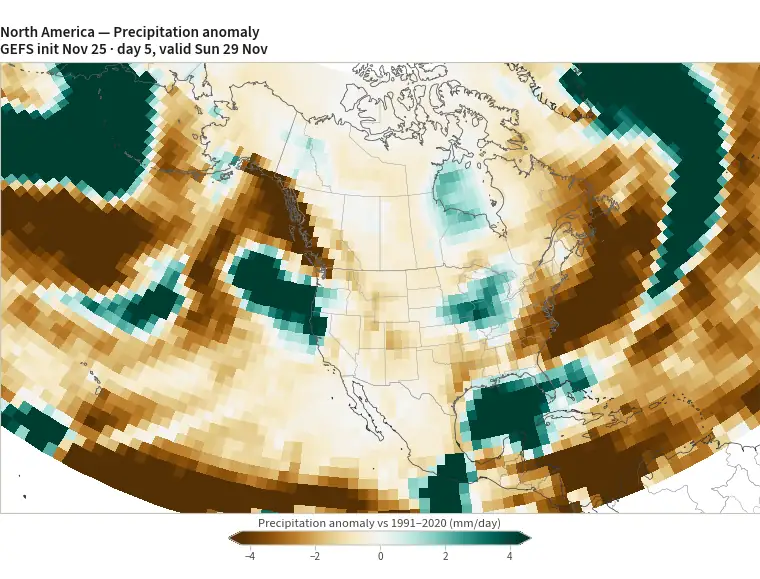 North America — Precipitation anomaly
GEFS init Nov 25 · day 5, valid Sun 29 Nov
Precipitation anomaly vs 1991–2020 (mm/day)
−4 −2 0 2 4